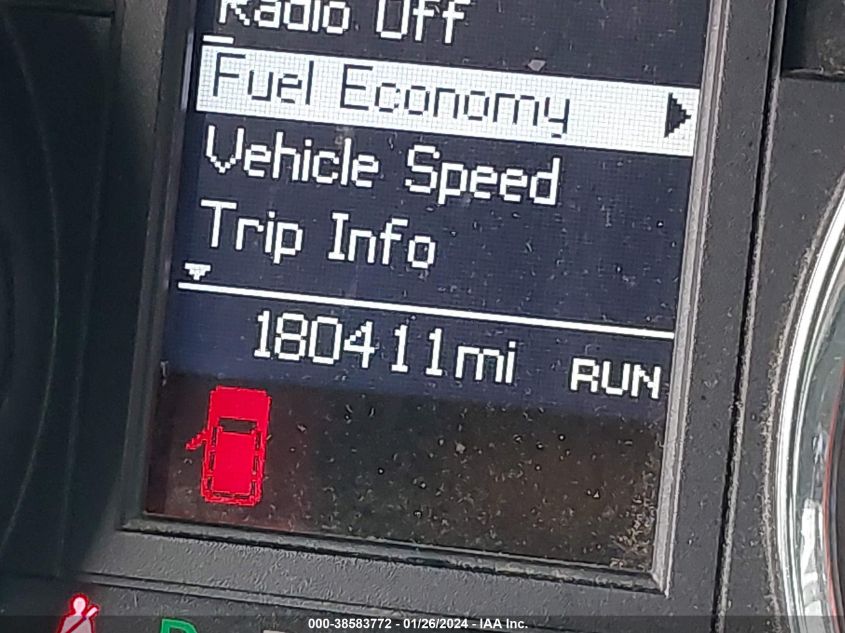 Radio Off
Fuel Economy
Vehicle Speed
Trip Info
180411mi RUN
P
000-38583772 - 01/26/2024 - IAA Inc.